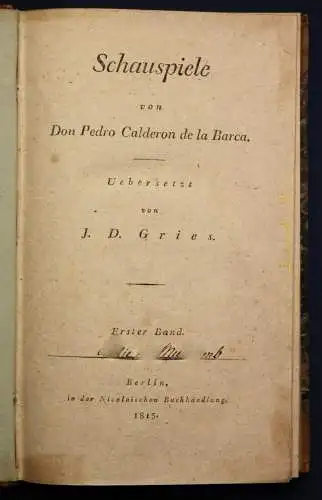 Schauspiele
von
Don Pedro Calderon de la Barca.
Uebersetzt
von
J. D. Gries.
Erster Band.
Berlin,
in der Nicolaischen Buchhandlung.
1815.